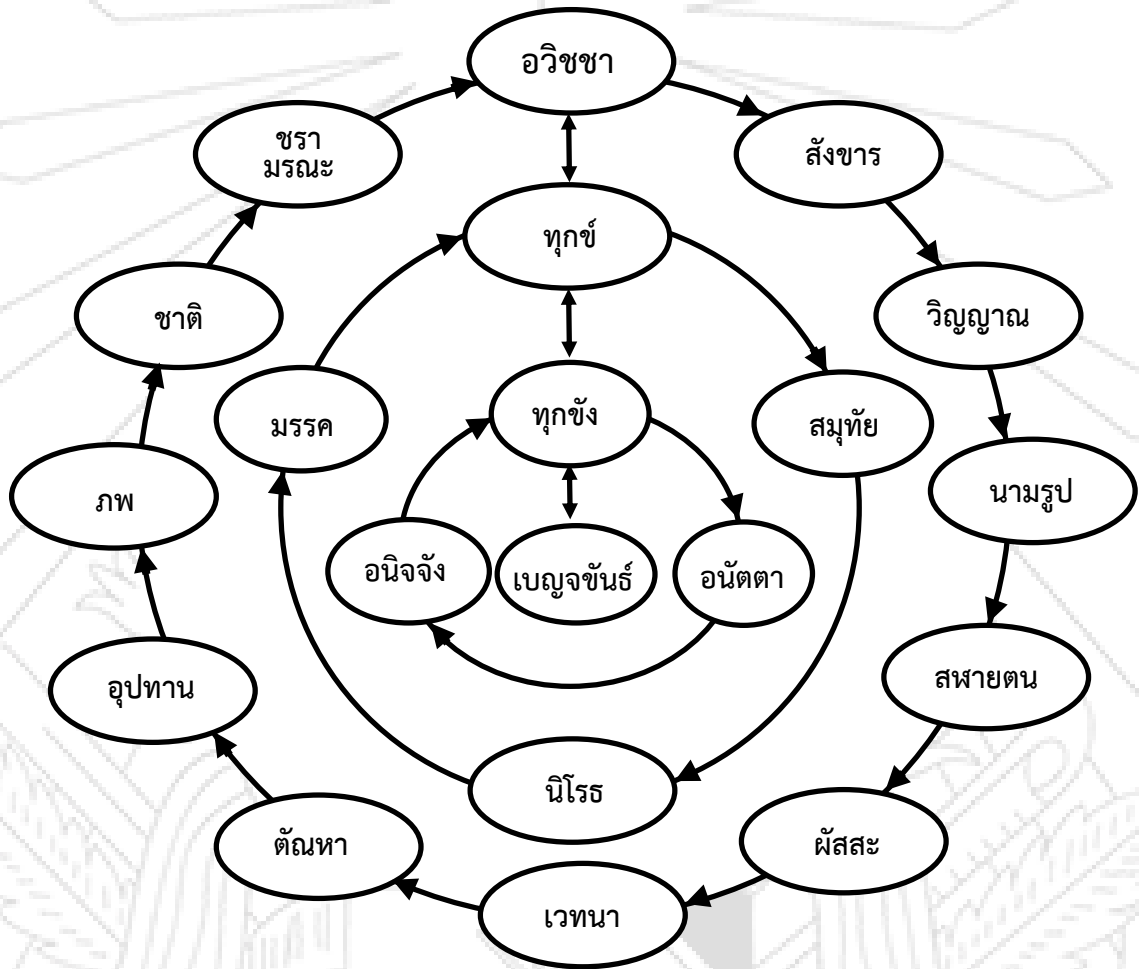 อวิชชา
ชรา
มรณะ
สังขาร
ทุกข์
ชาติ
วิญญาณ
มรรค
ทุกขัง
สมุทัย
ภพ
นามรูป
อนิจจัง
เบญจขันธ์
อนัตตา
อุปทาน
สฬายตน
นิโรธ
ตัณหา
ผัสสะ
เวทนา